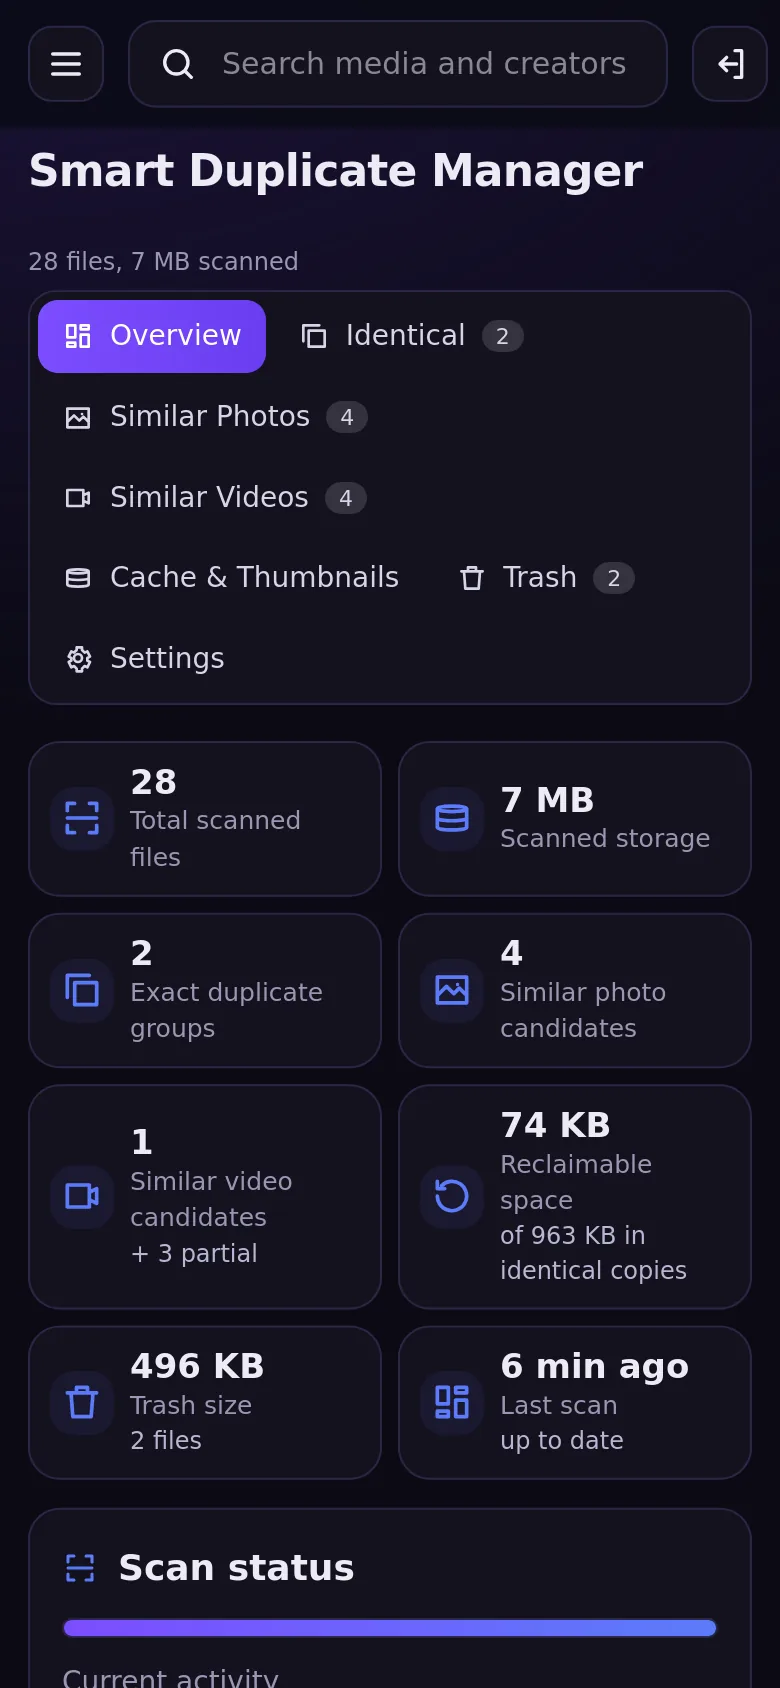 Search media and creators
Smart Duplicate Manager
28 files, 7 MB scanned
Overview
Identical 2
Similar Photos 4
Similar Videos 4
Cache & Thumbnails
Trash 2
Settings
28
Total scanned
files
7 MB
Scanned storage
2
Exact duplicate
groups
4
Similar photo
candidates
1
Similar video
candidates
+ 3 partial
74 KB
Reclaimable
space
of 963 KB in
identical copies
496 KB
Trash size
2 files
6 min ago
Last scan
up to date
Scan status
Current activity